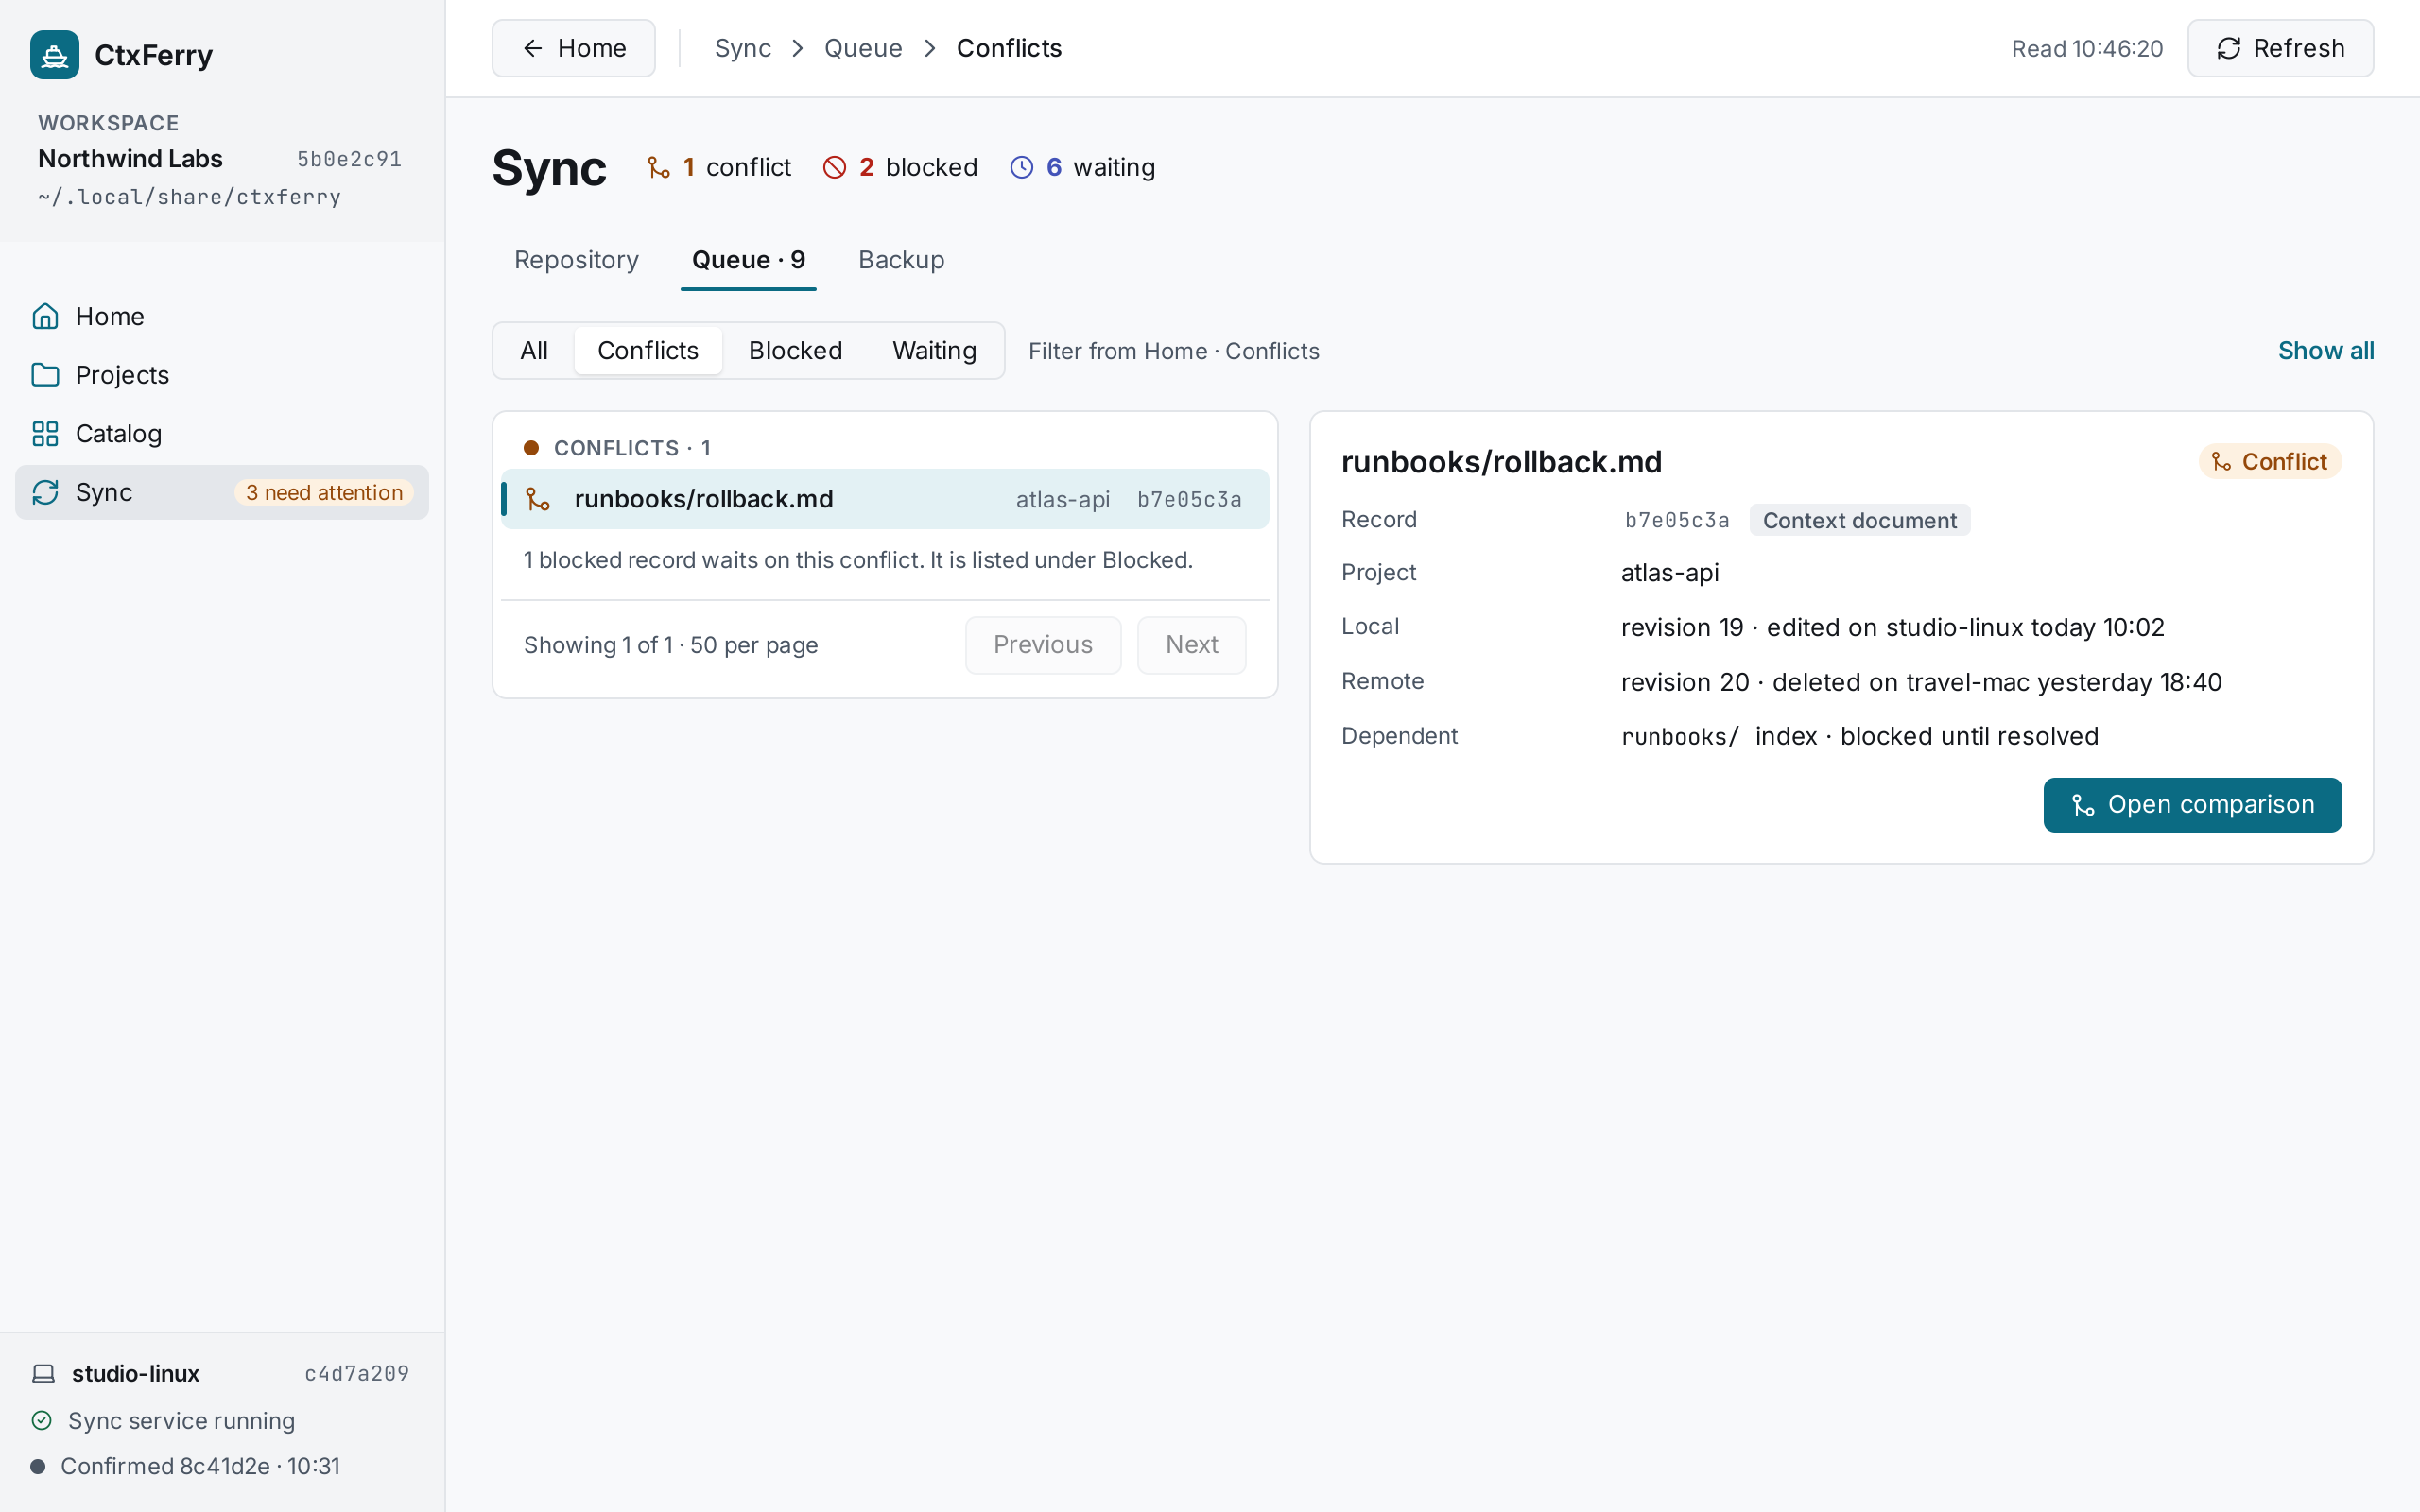 CtxFerry
WORKSPACE
Northwind Labs 5b0e2c91
~/.local/share/ctxferry
Home
Projects
Catalog
Sync 3 need attention
studio-linux c4d7a209
Sync service running
Confirmed 8c41d2e · 10:31
Home Sync Queue Conflicts Read 10:46:20 Refresh
Sync 1 conflict 2 blocked 6 waiting
Repository Queue · 9 Backup
All Conflicts Blocked Waiting Filter from Home · Conflicts Show all
CONFLICTS · 1
runbooks/rollback.md atlas-api b7e05c3a
1 blocked record waits on this conflict. It is listed under Blocked.
Showing 1 of 1 · 50 per page Previous Next
runbooks/rollback.md Conflict
Record b7e05c3a Context document
Project atlas-api
Local revision 19 · edited on studio-linux today 10:02
Remote revision 20 · deleted on travel-mac yesterday 18:40
Dependent runbooks/ index · blocked until resolved
Open comparison